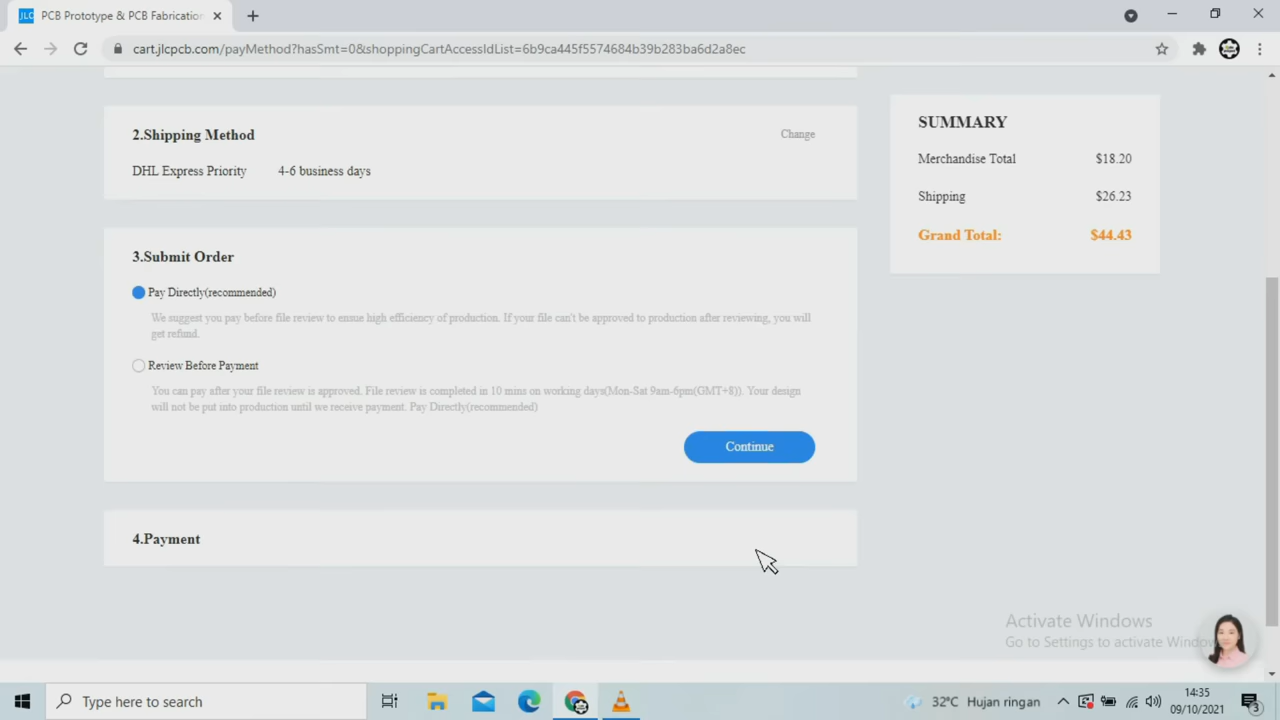 JLC PCB Prototype & PCB Fabrication
cart.jlcpcb.com/payMethod?hasSmt=0&shoppingCartAccessIdList=6b9ca445f5574684b39b283ba6d2a8ec
2.Shipping Method
Change
DHL Express Priority 4-6 business days
3.Submit Order
Pay Directly(recommended)
We suggest you pay before file review to ensue high efficiency of production. If your file can't be approved to production after reviewing, you will
get refund.
Review Before Payment
You can pay after your file review is approved. File review is completed in 10 mins on working days(Mon-Sat 9am-6pm(GMT+8)). Your design
will not be put into production until we receive payment. Pay Directly(recommended)
Continue
4.Payment
SUMMARY
Merchandise Total $18.20
Shipping $26.23
Grand Total: $44.43
Activate Windows
Go to Settings to activate Windows
Type here to search
32°C Hujan ringan
14:35
09/10/2021
3